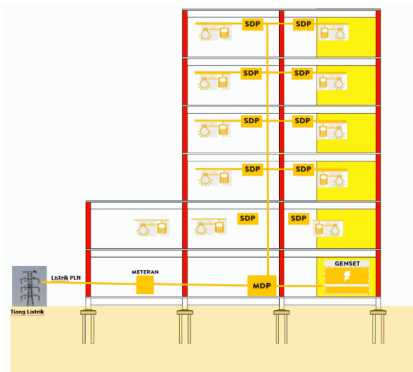 SDP SDP
SDP SDP
SDP SDP
SDP SDP
SDP SDP
GENSET
METERAN
Listrik PLN
MDP
Tiang Listrik